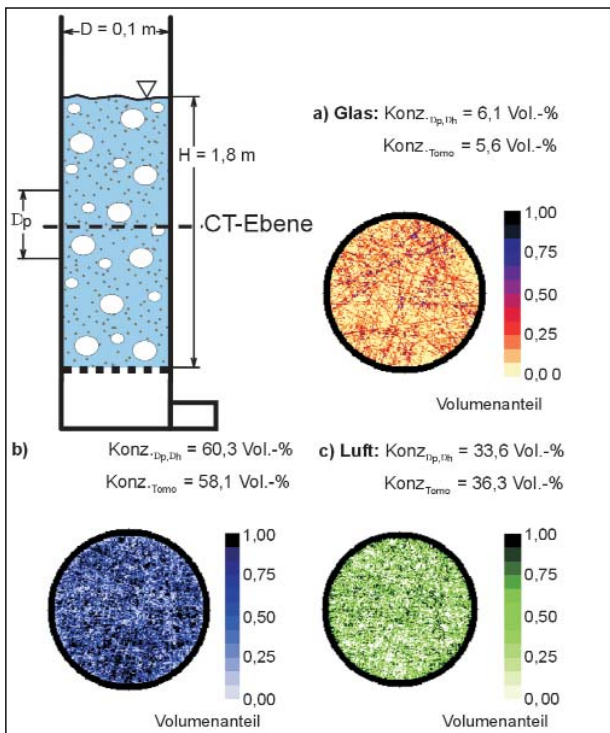 D = 0,1 m
H = 1,8 m
Dp
CT-Ebene
a) Glas: Konz.Dp,Dh = 6,1 Vol.-%
Konz.Tomo = 5,6 Vol.-%
1,00
0,75
0,50
0,25
0,0 0
Volumenanteil
b) Konz.Dp,Dh = 60,3 Vol.-%
Konz.Tomo = 58,1 Vol.-%
1,00
0,75
0,50
0,25
0,00
Volumenanteil
c) Luft: KonzDp,Dh = 33,6 Vol.-%
KonzTomo = 36,3 Vol.-%
1,00
0,75
0,50
0,25
0,00
Volumenanteil